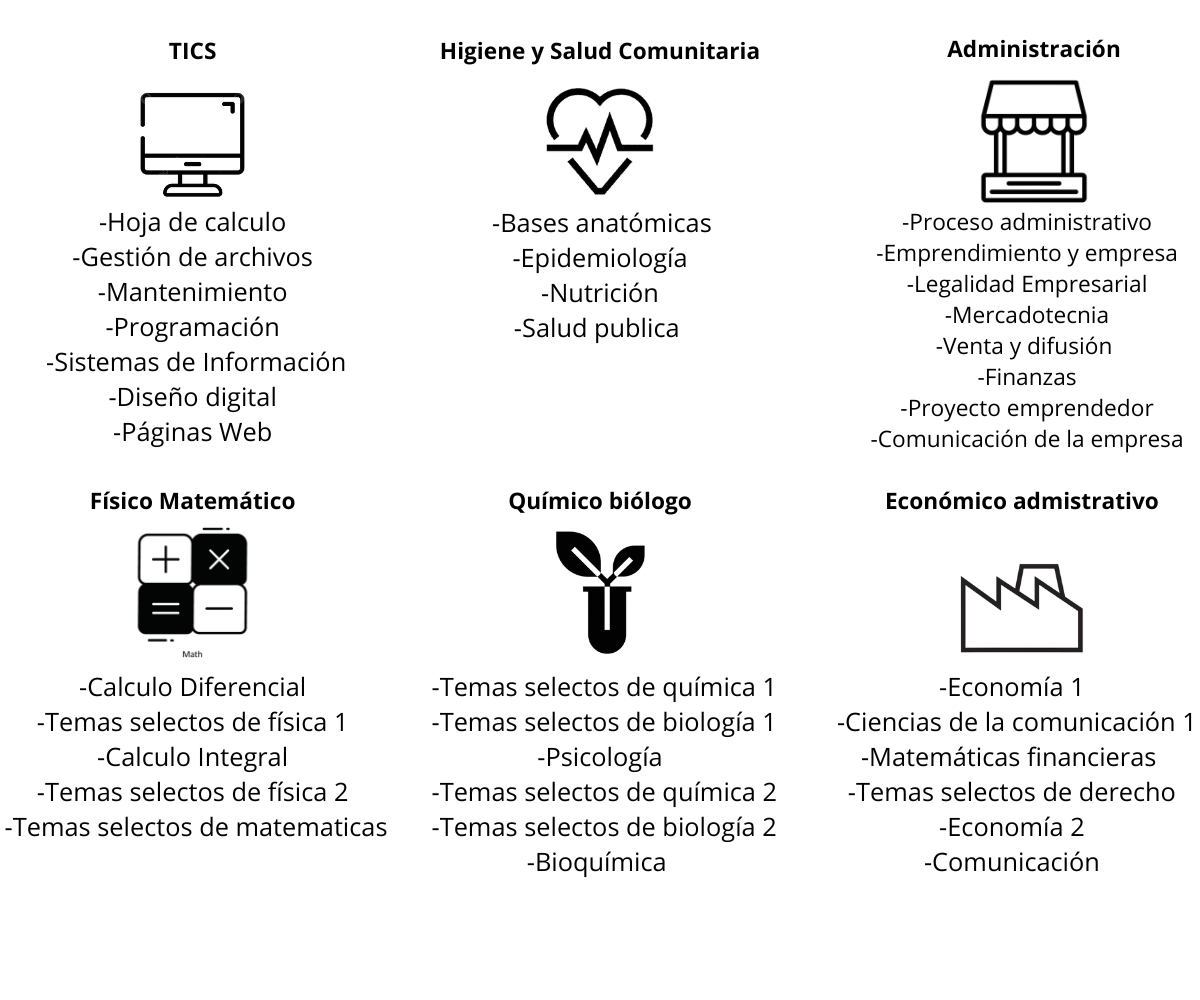 TICS
-Hoja de calculo
-Gestión de archivos
-Mantenimiento
-Programación
-Sistemas de Información
-Diseño digital
-Páginas Web
Higiene y Salud Comunitaria
-Bases anatómicas
-Epidemiología
-Nutrición
-Salud publica
Administración
-Proceso administrativo
-Emprendimiento y empresa
-Legalidad Empresarial
-Mercadotecnia
-Venta y difusión
-Finanzas
-Proyecto emprendedor
-Comunicación de la empresa
Físico Matemático
Math
-Calculo Diferencial
-Temas selectos de física 1
-Calculo Integral
-Temas selectos de física 2
-Temas selectos de matematicas
Químico biólogo
-Temas selectos de química 1
-Temas selectos de biología 1
-Psicología
-Temas selectos de química 2
-Temas selectos de biología 2
-Bioquímica
Económico admistrativo
-Economía 1
-Ciencias de la comunicación 1
-Matemáticas financieras
-Temas selectos de derecho
-Economía 2
-Comunicación